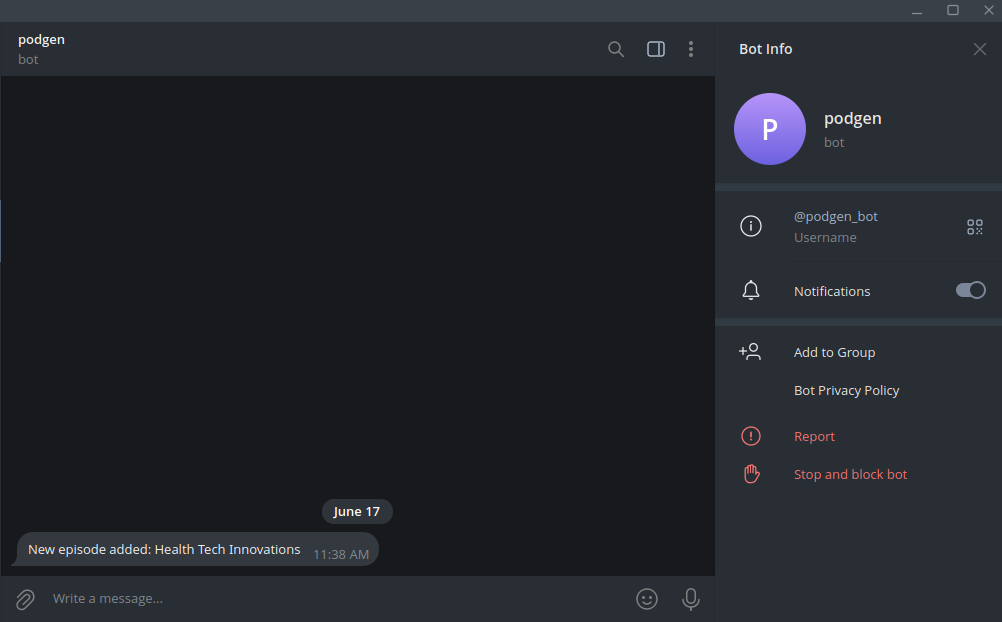 podgen
bot
Bot Info
P
podgen
bot
@podgen_bot
Username
Notifications
Add to Group
Bot Privacy Policy
Report
Stop and block bot
June 17
New episode added: Health Tech Innovations 11:38 AM
Write a message...